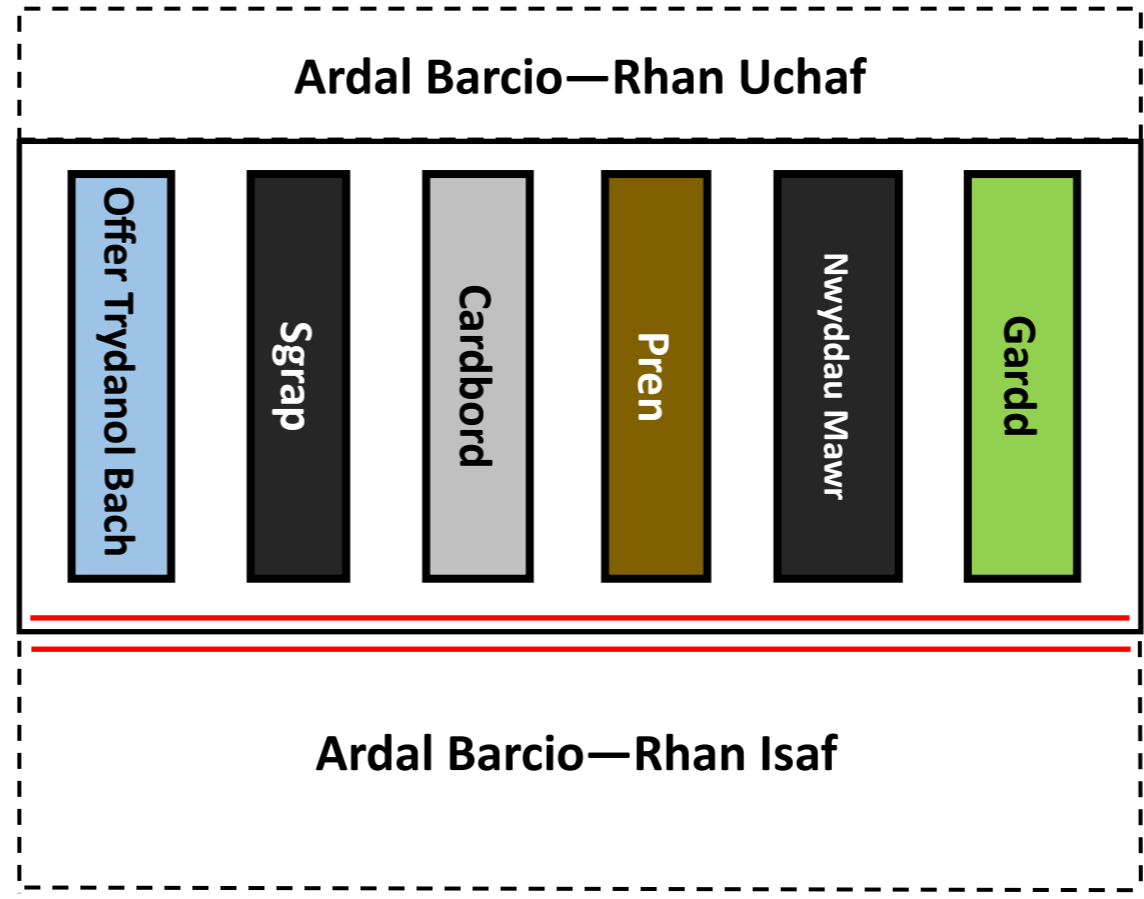 Ardal Barcio—Rhan Uchaf
Offer Trydanol Bach
Sgrap
Cardbord
Pren
Nwyddau Mawr
Gardd
Ardal Barcio—Rhan Isaf